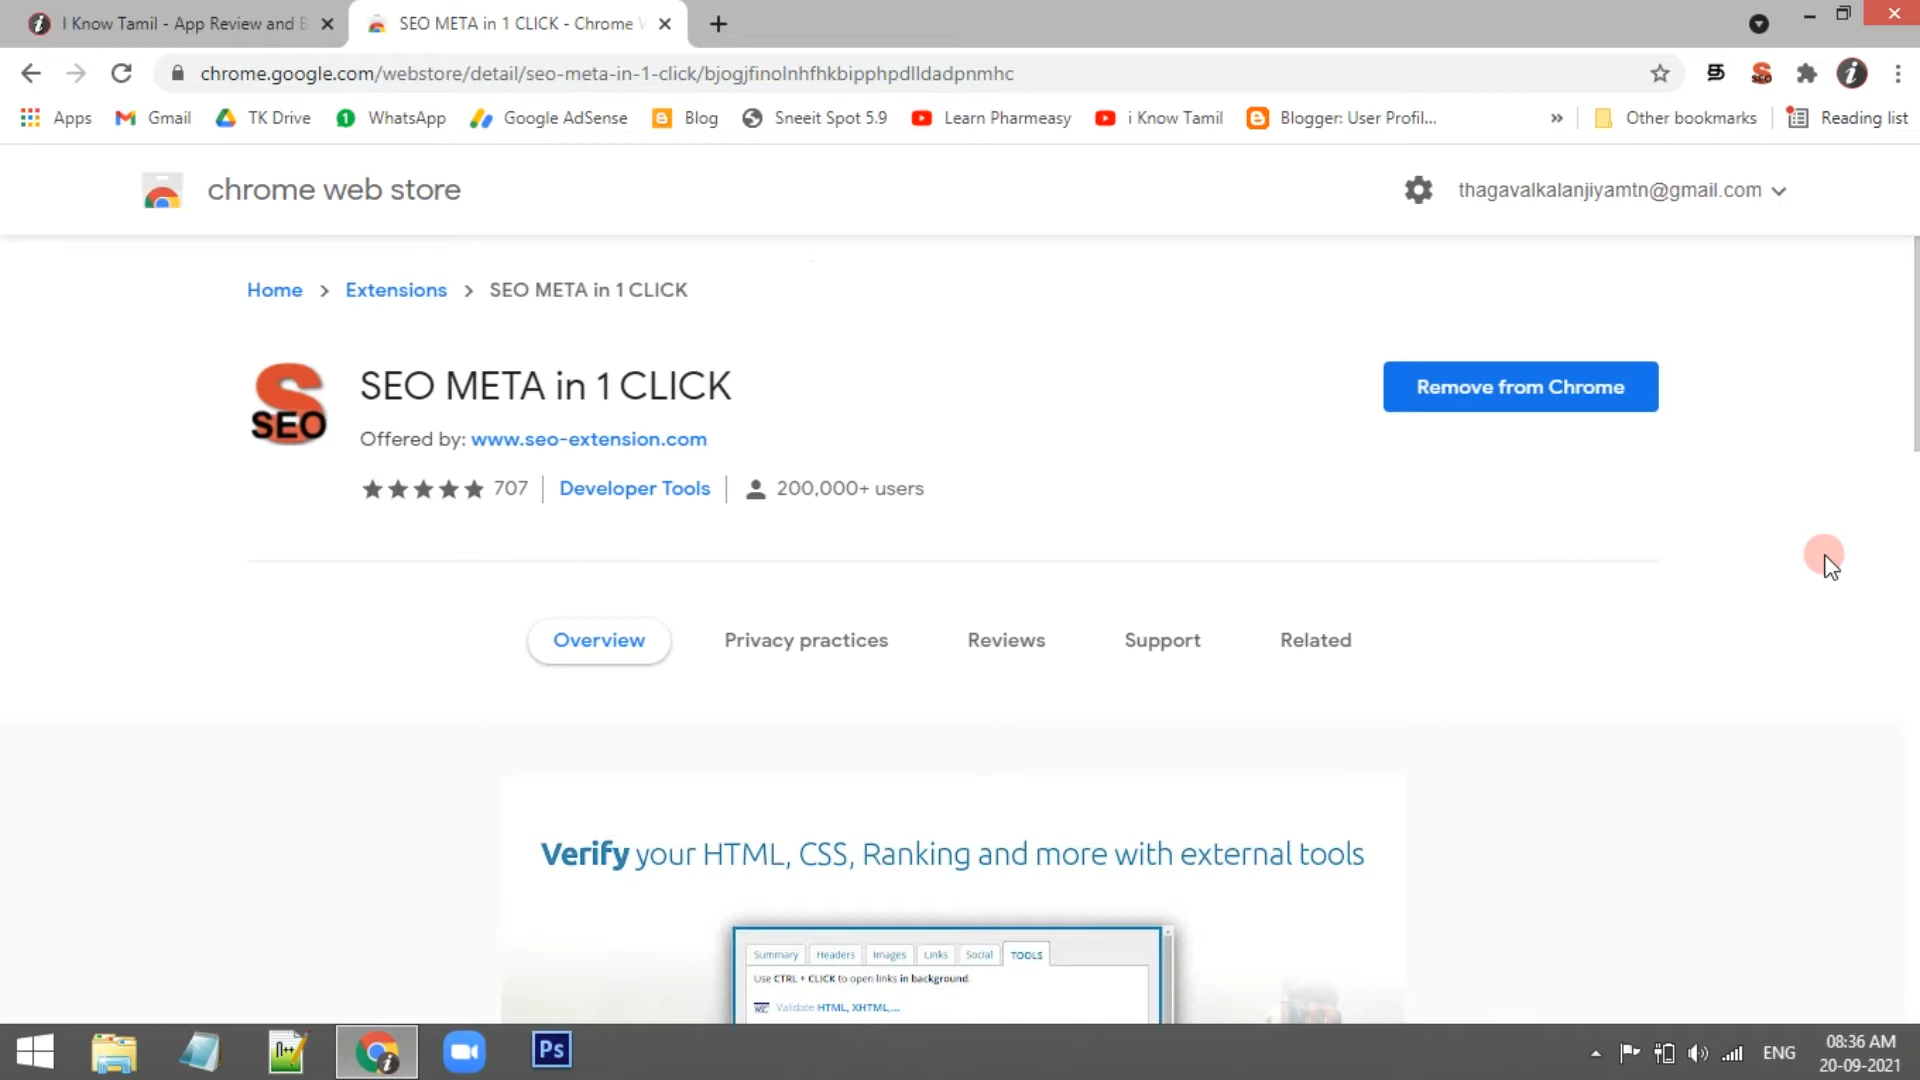 I Know Tamil - App Review and B
SEO META in 1 CLICK - Chrome W
chrome.google.com/webstore/detail/seo-meta-in-1-click/bjogjfinolnhfhkbipphpdlldadpnmhc
த
SEO
Apps
Gmail
TK Drive
1 WhatsApp
Google AdSense
Blog
Sneeit Spot 5.9
Learn Pharmeasy
i Know Tamil
Blogger: User Profil...
»
Other bookmarks
Reading list
chrome web store
thagavalkalanjiyamtn@gmail.com
Home > Extensions > SEO META in 1 CLICK
S
SEO
SEO META in 1 CLICK
Remove from Chrome
Offered by: www.seo-extension.com
707 Developer Tools 200,000+ users
Overview
Privacy practices
Reviews
Support
Related
Verify your HTML, CSS, Ranking and more with external tools
Summary Headers Images Links Social TOOLS
Use CTRL + CLICK to open links in background.
Validate HTML, XHTML,...
Ps
ENG
08:36 AM
20-09-2021